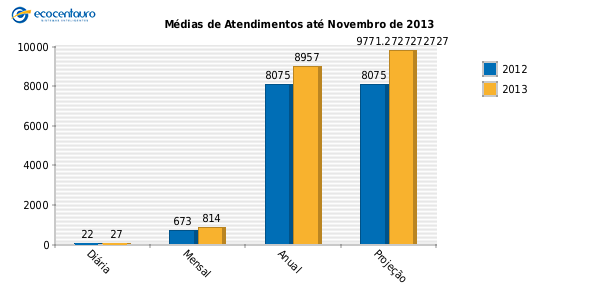 ecocentauro
Médias de Atendimentos até Novembro de 2013
10000
8000
6000
4000
2000
0
22
27
673
814
8075
8957
8075
9771.2727272727
Diária
Mensal
Anual
Projeção
2012
2013